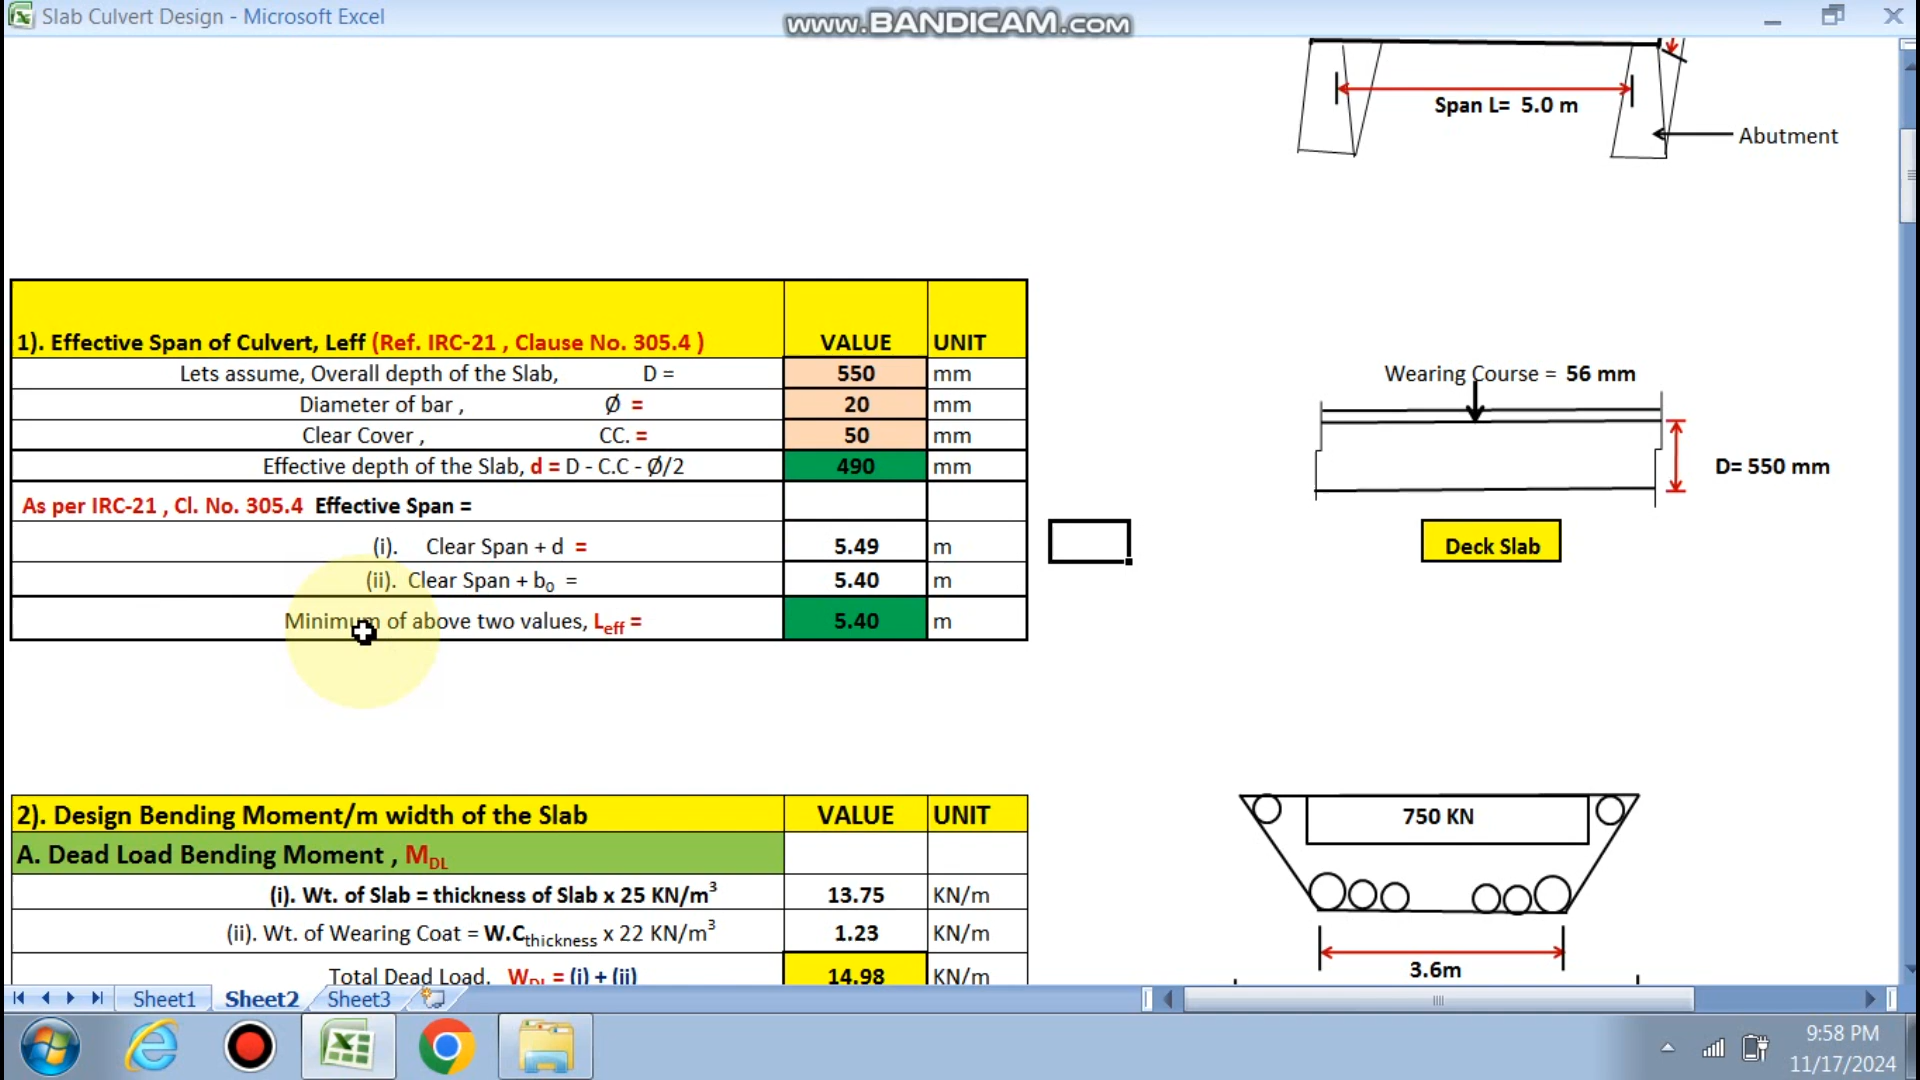 Slab Culvert Design - Microsoft Excel
www.BANDICAM.com
Span L= 5.0 m
Abutment
1). Effective Span of Culvert, Leff (Ref. IRC-21 , Clause No. 305.4 ) VALUE UNIT
Lets assume, Overall depth of the Slab, D = 550 mm
Diameter of bar , Ø = 20 mm
Clear Cover , CC. = 50 mm
Effective depth of the Slab, d = D - C.C - Ø/2 490 mm
As per IRC-21 , Cl. No. 305.4 Effective Span =
(i). Clear Span + d = 5.49 m
(ii). Clear Span + b0 = 5.40 m
Minimum of above two values, Leff = 5.40 m
Wearing Course = 56 mm
D= 550 mm
Deck Slab
2). Design Bending Moment/m width of the Slab VALUE UNIT
A. Dead Load Bending Moment , MDL
(i). Wt. of Slab = thickness of Slab x 25 KN/m3 13.75 KN/m
(ii). Wt. of Wearing Coat = W.Cthickness x 22 KN/m3 1.23 KN/m
Total Dead Load. WDL = (i) + (ii) 14.98 KN/m
750 KN
3.6m
Sheet1 Sheet2 Sheet3
9:58 PM
11/17/2024